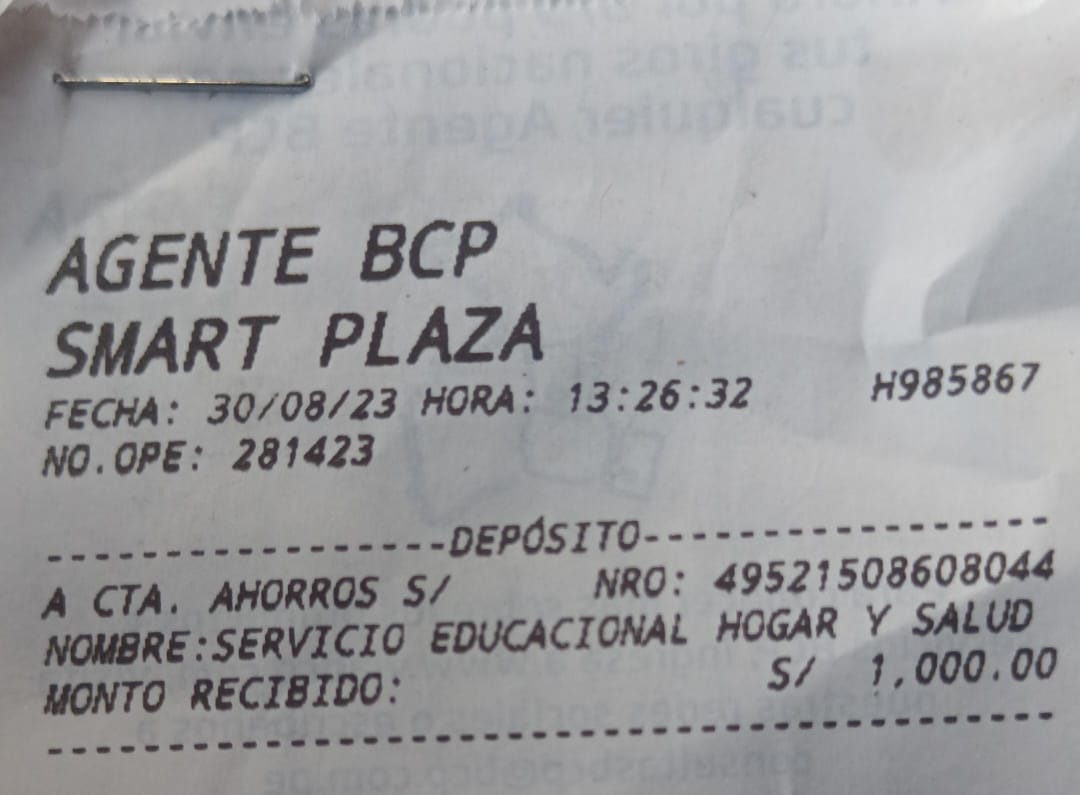 AGENTE BCP
SMART PLAZA
FECHA: 30/08/23 HORA: 13:26:32 H985867
NO.OPE: 281423
-----------------DEPÓSITO-----------------
A CTA. AHORROS S/ NRO: 49521508608044
NOMBRE:SERVICIO EDUCACIONAL HOGAR Y SALUD
MONTO RECIBIDO: S/ 1,000.00
------------------------------------------